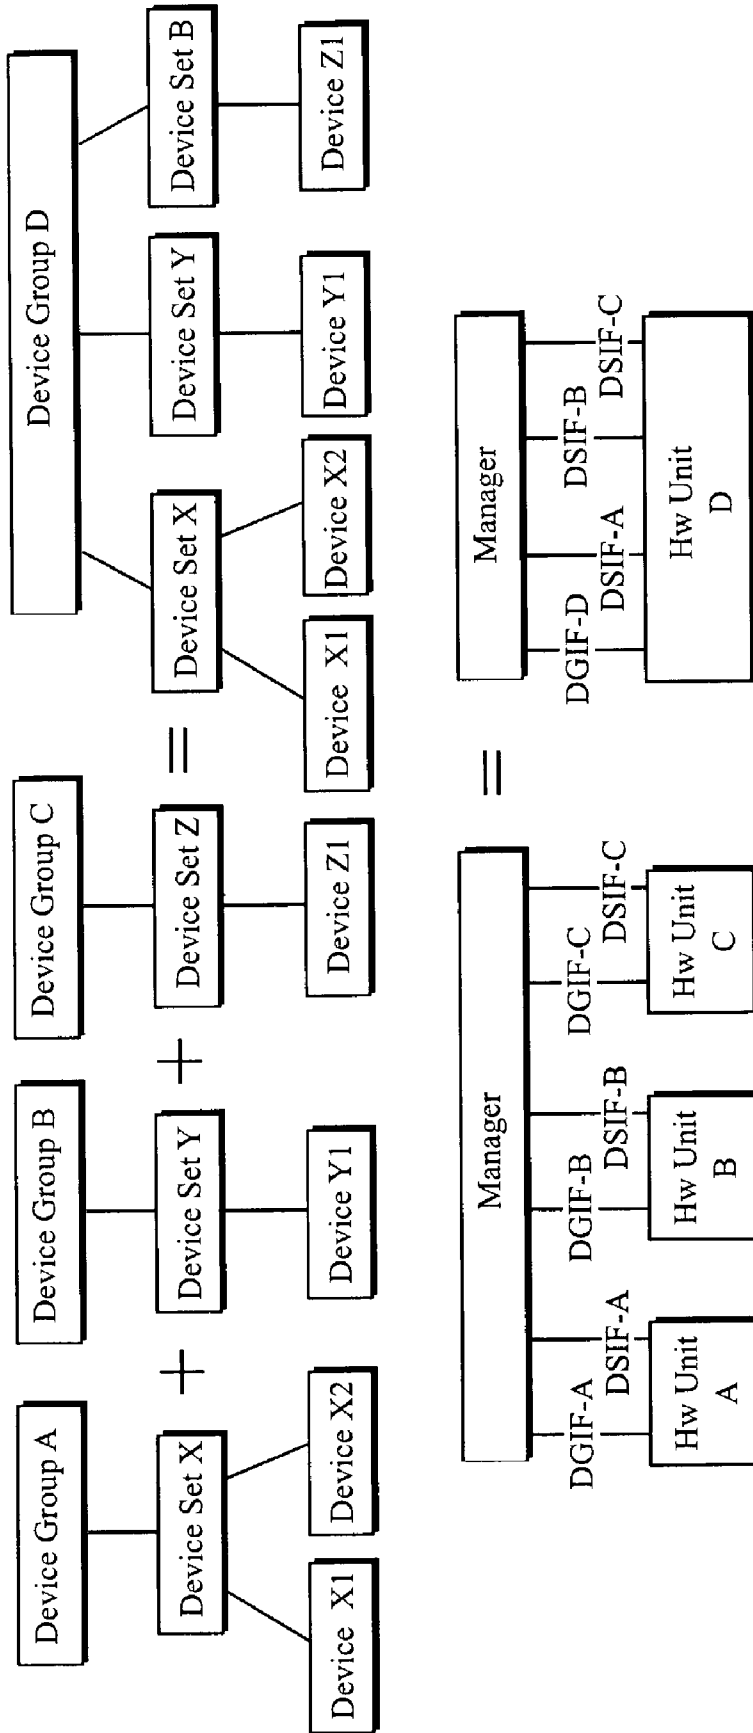 Device Group A
Device Set X
Device X1
Device X2
+
Device Group B
Device Set Y
Device Y1
+
Device Group C
Device Set Z
Device Z1
=
Device Group D
Device Set X
Device X1
Device X2
Device Set Y
Device Y1
Device Set B
Device Z1
Manager
DGIF-A
DSIF-A
Hw Unit
A
DGIF-B
DSIF-B
Hw Unit
B
DGIF-C
DSIF-C
Hw Unit
C
=
Manager
DGIF-D
DSIF-A
DSIF-B
DSIF-C
Hw Unit
D